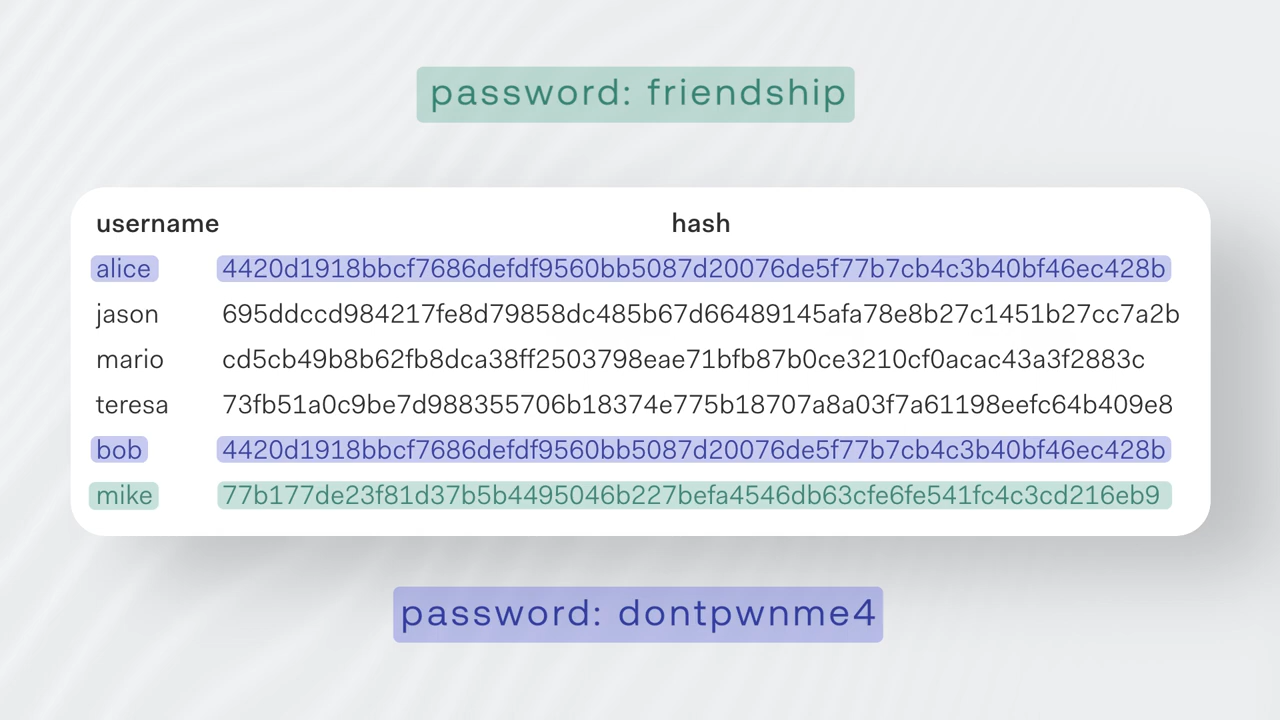 password: friendship
username hash
alice 4420d1918bbcf7686defdf9560bb5087d20076de5f77b7cb4c3b40bf46ec428b
jason 695ddccd984217fe8d79858dc485b67d66489145afa78e8b27c1451b27cc7a2b
mario cd5cb49b8b62fb8dca38ff2503798eae71bfb87b0ce3210cf0acac43a3f2883c
teresa 73fb51a0c9be7d988355706b18374e775b18707a8a03f7a61198eefc64b409e8
bob 4420d1918bbcf7686defdf9560bb5087d20076de5f77b7cb4c3b40bf46ec428b
mike 77b177de23f81d37b5b4495046b227befa4546db63cfe6fe541fc4c3cd216eb9
password: dontpwnme4